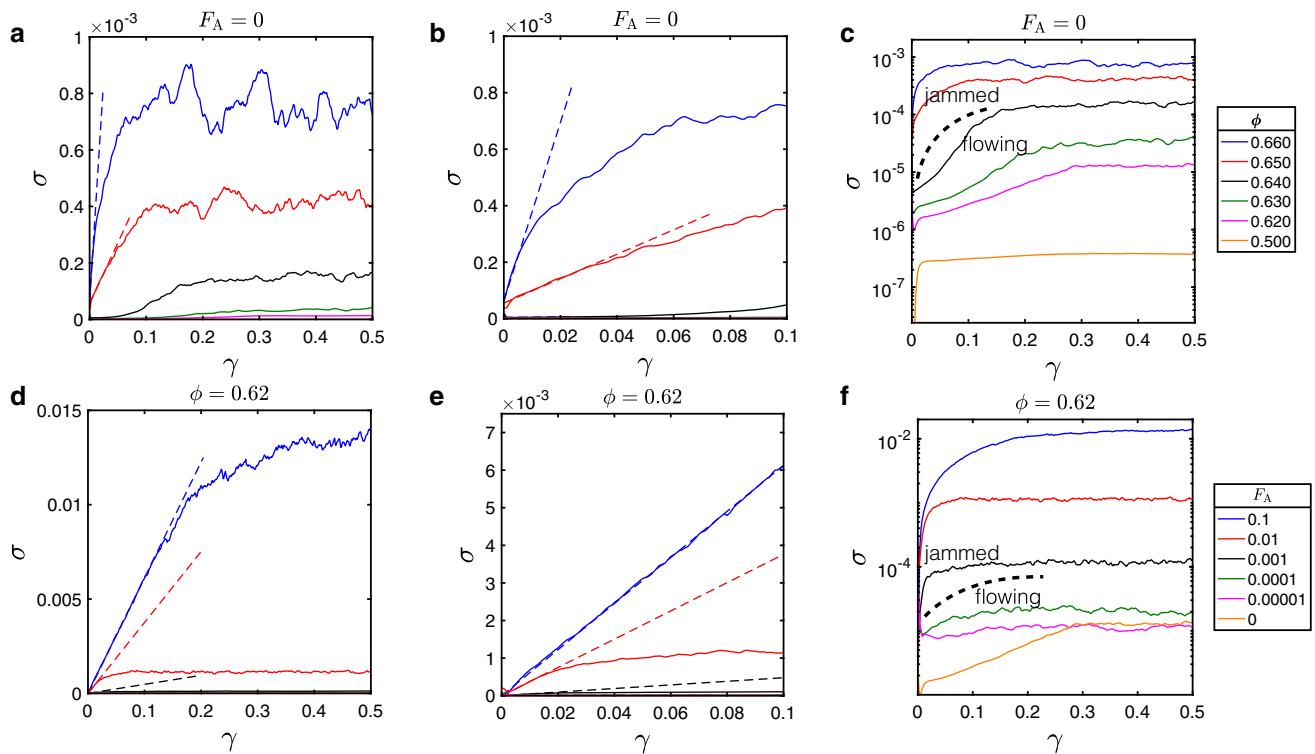 a
×10⁻³
F_A = 0
1
0.8
0.6
0.4
0.2
0
σ
0 0.1 0.2 0.3 0.4 0.5
γ
b
×10⁻³
F_A = 0
1
0.8
0.6
0.4
0.2
0
σ
0 0.02 0.04 0.06 0.08 0.1
γ
c
F_A = 0
10⁻³
10⁻⁴
10⁻⁵
10⁻⁶
10⁻⁷
σ
jammed
flowing
0 0.1 0.2 0.3 0.4 0.5
γ
ϕ
0.660
0.650
0.640
0.630
0.620
0.500
d
ϕ = 0.62
0.015
0.01
0.005
0
σ
0 0.1 0.2 0.3 0.4 0.5
γ
e
×10⁻³
ϕ = 0.62
7
6
5
4
3
2
1
0
σ
0 0.02 0.04 0.06 0.08 0.1
γ
f
ϕ = 0.62
10⁻²
10⁻⁴
σ
jammed
flowing
0 0.1 0.2 0.3 0.4 0.5
γ
F_A
0.1
0.01
0.001
0.0001
0.00001
0